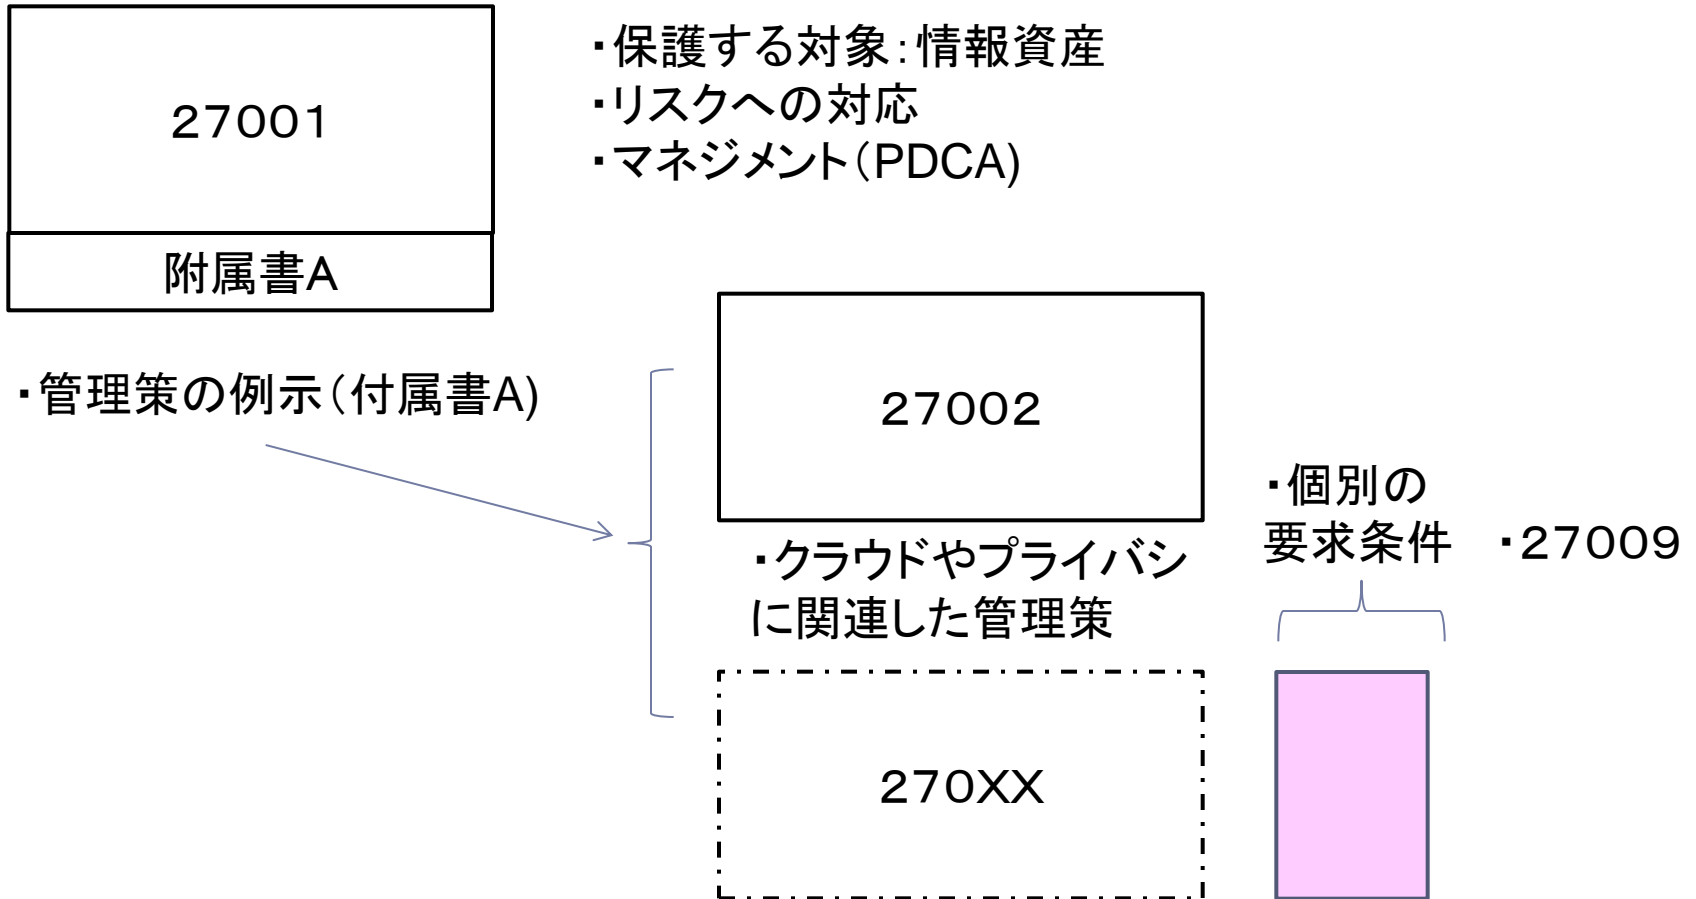 ２７００１
附属書A
・保護する対象：情報資産
・リスクへの対応
・マネジメント（PDCA)
・管理策の例示（付属書A)
２７００２
・クラウドやプライバシ
に関連した管理策
２７０XX
・個別の
要求条件　・２７００９